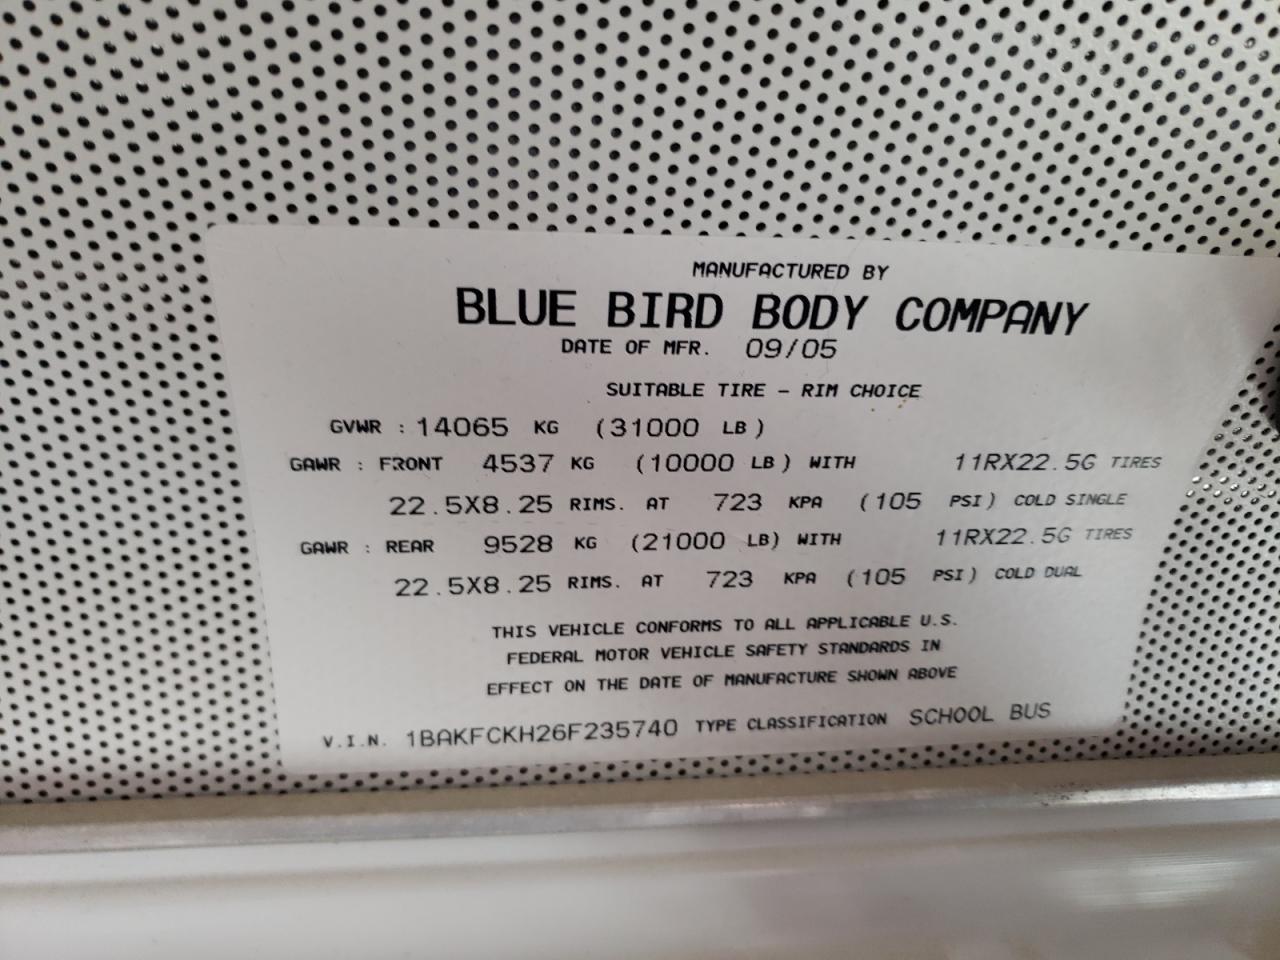 MANUFACTURED BY
BLUE BIRD BODY COMPANY
DATE OF MFR. 09/05
SUITABLE TIRE - RIM CHOICE
GVWR : 14065 KG (31000 LB)
GAWR : FRONT 4537 KG (10000 LB) WITH 11RX22.5G TIRES
22.5X8.25 RIMS. AT 723 KPA (105 PSI) COLD SINGLE
GAWR : REAR 9528 KG (21000 LB) WITH 11RX22.5G TIRES
22.5X8.25 RIMS. AT 723 KPA (105 PSI) COLD DUAL
THIS VEHICLE CONFORMS TO ALL APPLICABLE U.S.
FEDERAL MOTOR VEHICLE SAFETY STANDARDS IN
EFFECT ON THE DATE OF MANUFACTURE SHOWN ABOVE
V.I.N. 1BAKFCKH26F235740 TYPE CLASSIFICATION SCHOOL BUS